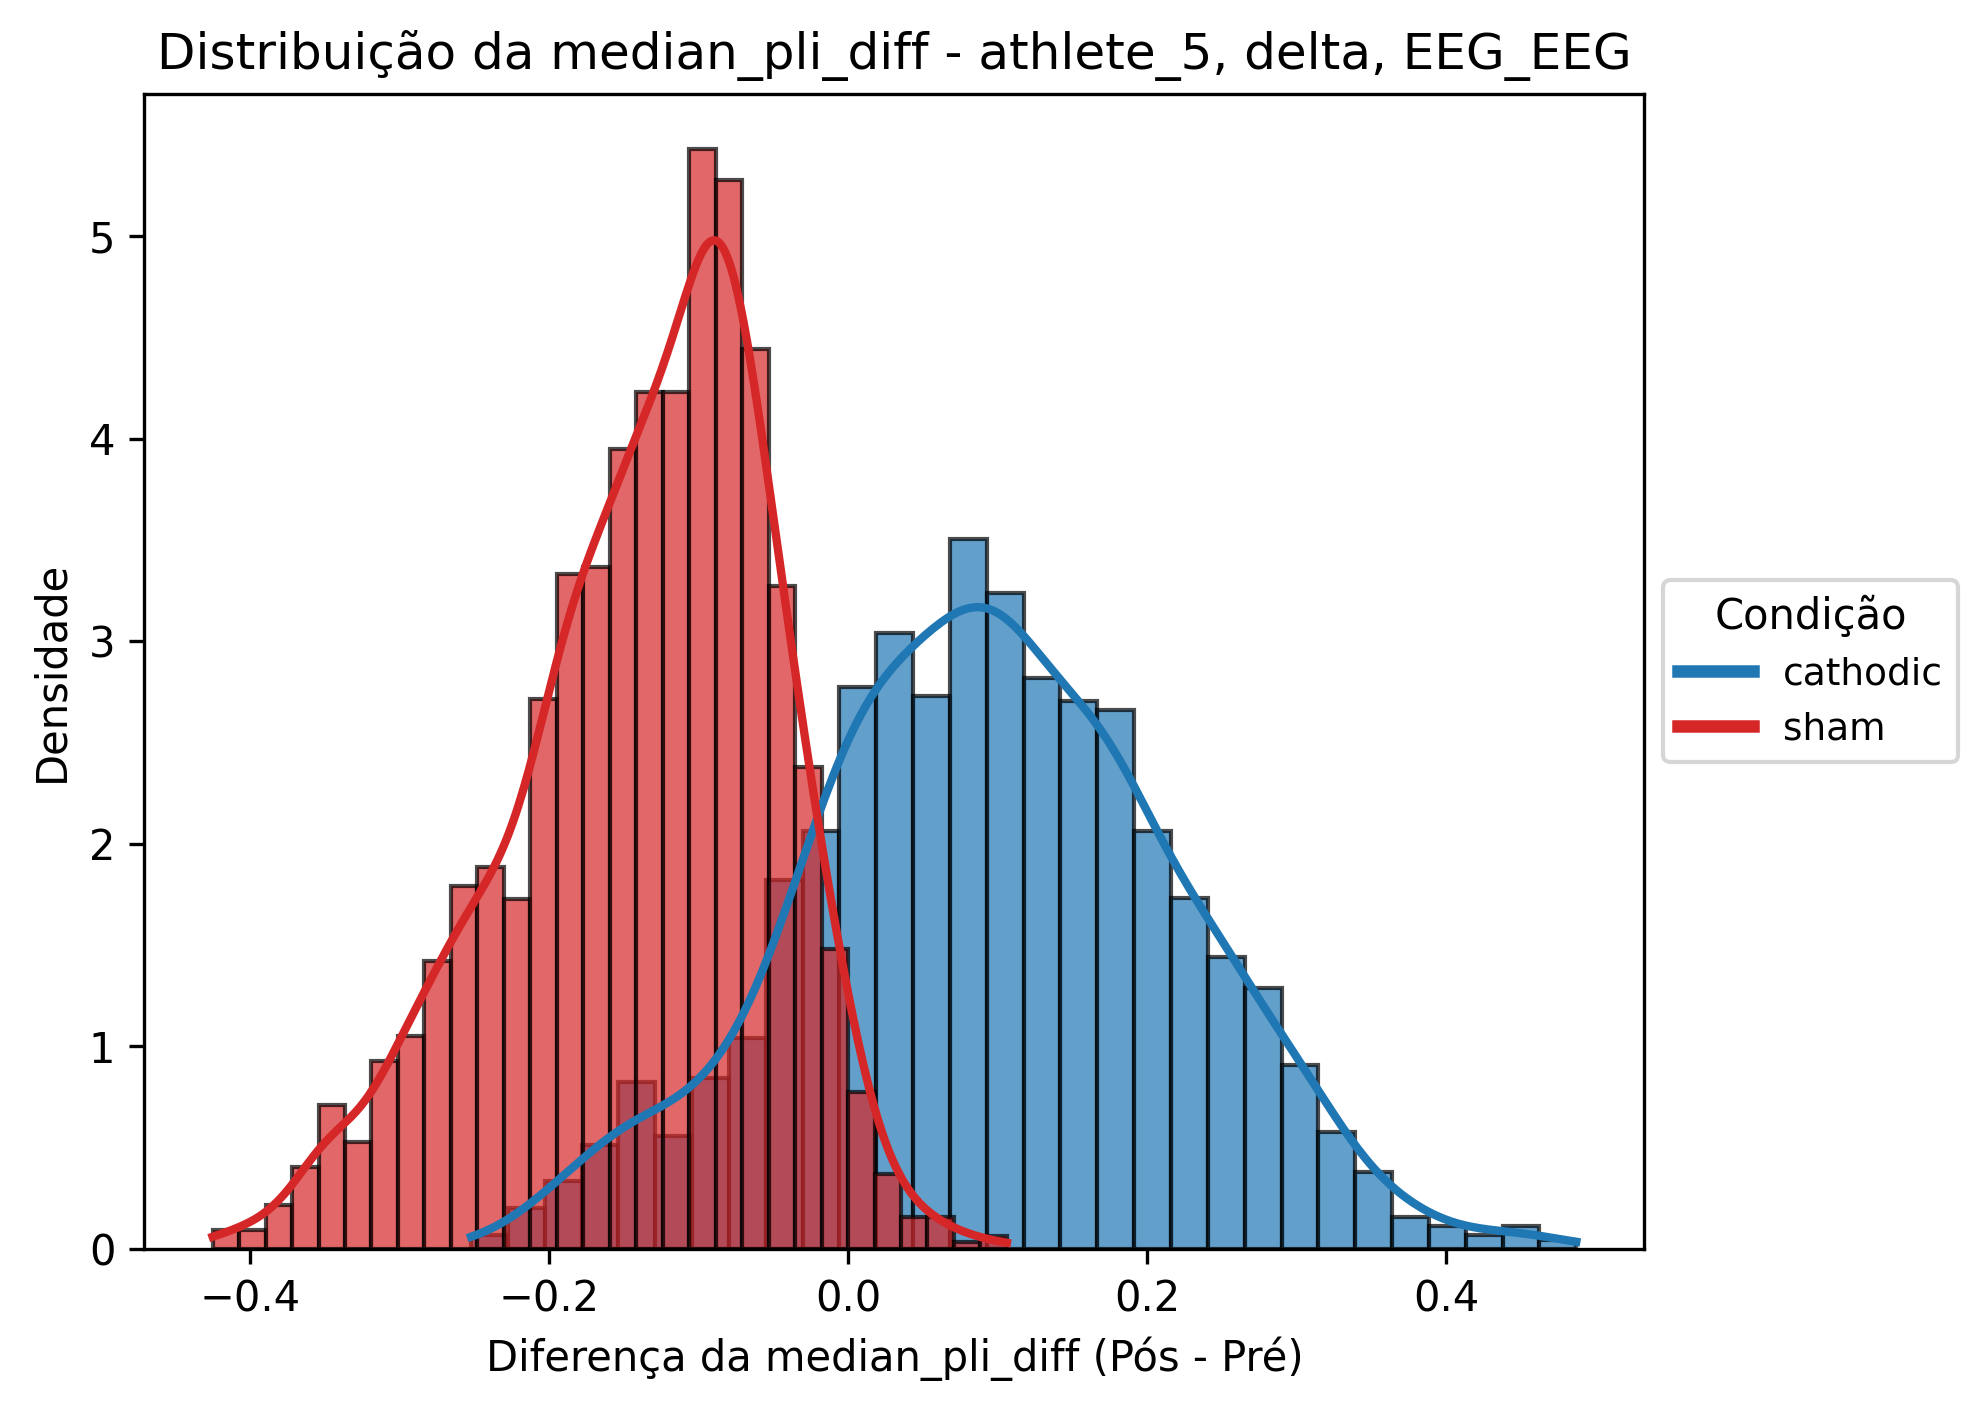 Distribuição da median_pli_diff - athlete_5, delta, EEG_EEG
Densidade
5
4
3
2
1
0
−0.4
−0.2
0.0
0.2
0.4
Diferença da median_pli_diff (Pós - Pré)
Condição
cathodic
sham